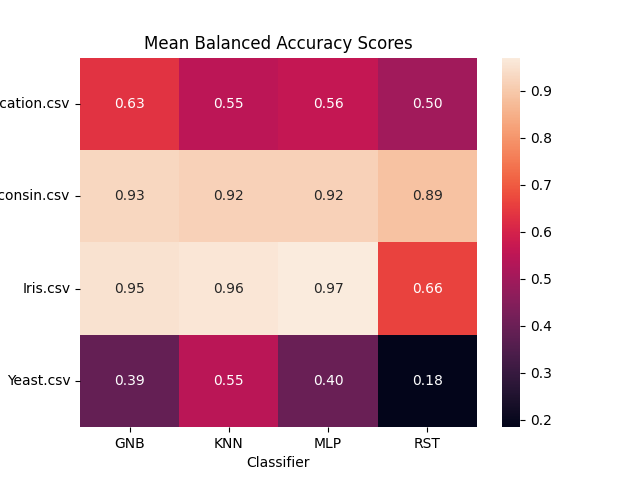 Mean Balanced Accuracy Scores
cation.csv 0.63 0.55 0.56 0.50
consin.csv 0.93 0.92 0.92 0.89
Iris.csv 0.95 0.96 0.97 0.66
Yeast.csv 0.39 0.55 0.40 0.18
GNB KNN MLP RST
Classifier
0.9
0.8
0.7
0.6
0.5
0.4
0.3
0.2